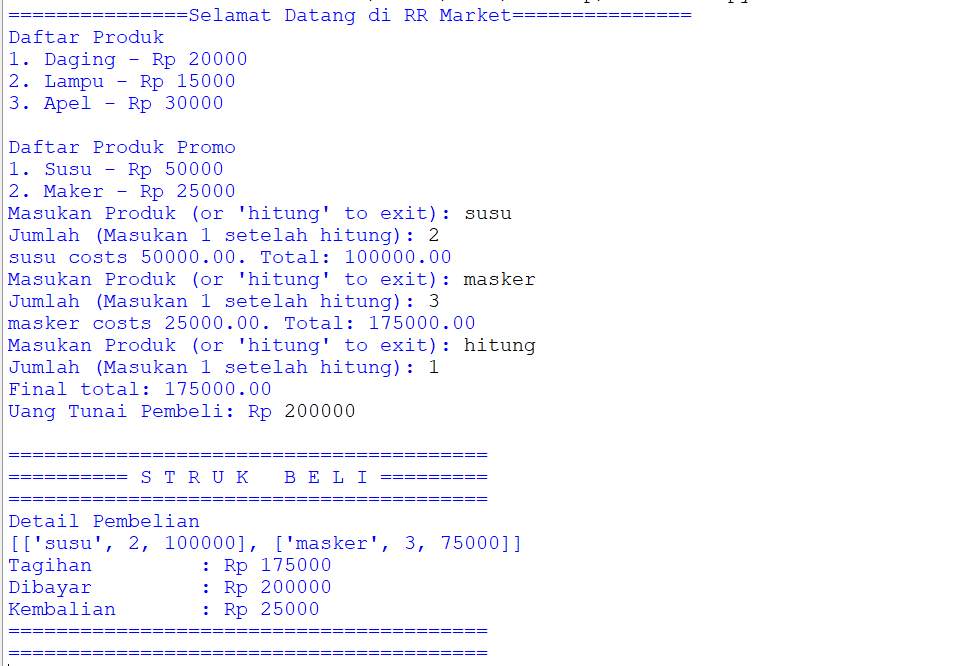 ===============Selamat Datang di RR Market===============
Daftar Produk
1. Daging - Rp 20000
2. Lampu - Rp 15000
3. Apel - Rp 30000
Daftar Produk Promo
1. Susu - Rp 50000
2. Maker - Rp 25000
Masukan Produk (or 'hitung' to exit): susu
Jumlah (Masukan 1 setelah hitung): 2
susu costs 50000.00. Total: 100000.00
Masukan Produk (or 'hitung' to exit): masker
Jumlah (Masukan 1 setelah hitung): 3
masker costs 25000.00. Total: 175000.00
Masukan Produk (or 'hitung' to exit): hitung
Jumlah (Masukan 1 setelah hitung): 1
Final total: 175000.00
Uang Tunai Pembeli: Rp 200000
========================================
========== S T R U K   B E L I =========
========================================
Detail Pembelian
[['susu', 2, 100000], ['masker', 3, 75000]]
Tagihan         : Rp 175000
Dibayar         : Rp 200000
Kembalian       : Rp 25000
========================================
========================================